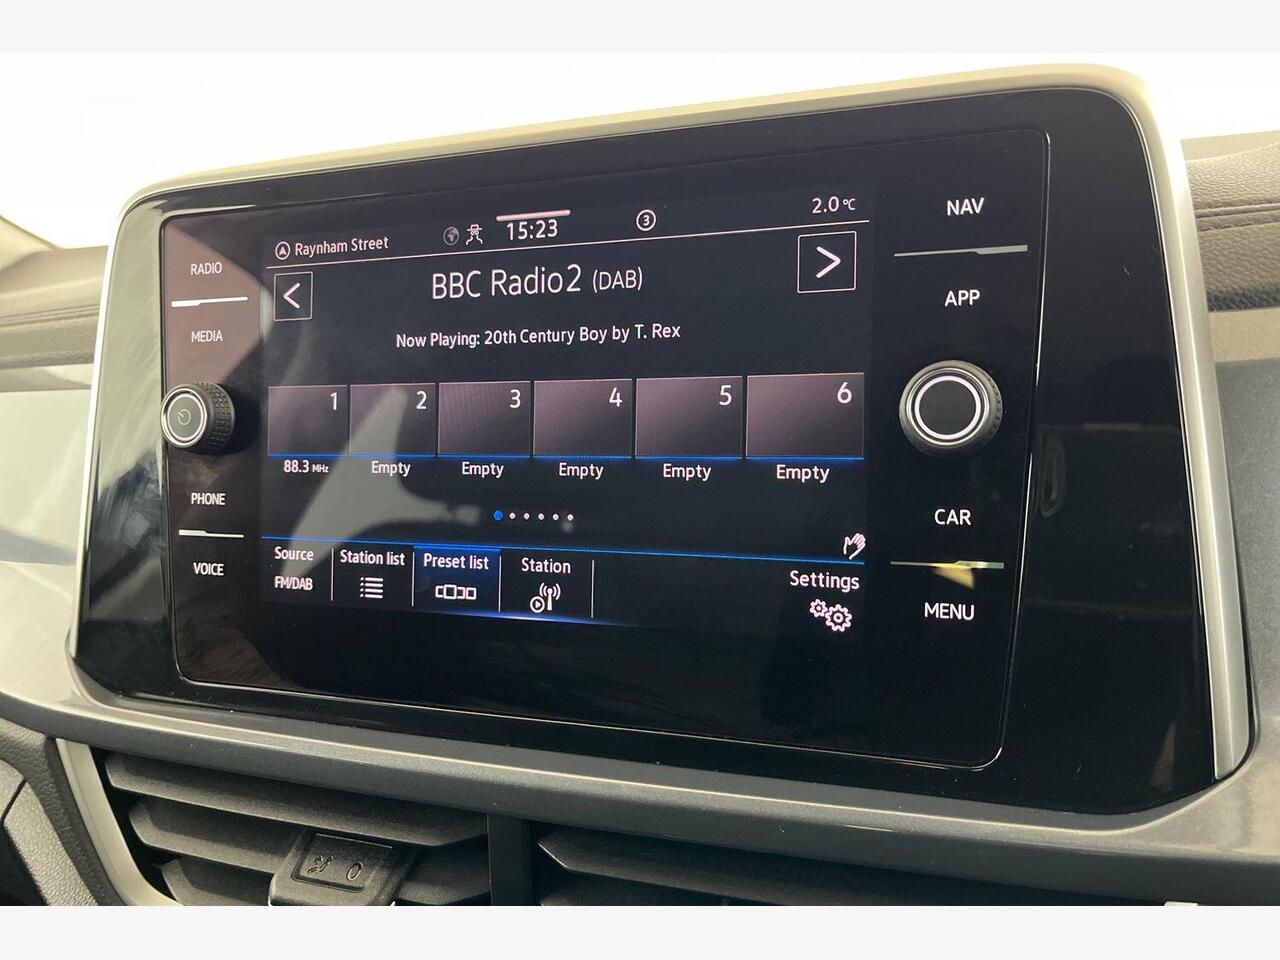 Raynham Street
15:23
3
2.0°C
BBC Radio2 (DAB)
Now Playing: 20th Century Boy by T. Rex
1
2
3
4
5
6
88.3 MHz
Empty
Empty
Empty
Empty
Empty
Source
FM/DAB
Station list
Preset list
Station
Settings
RADIO
MEDIA
PHONE
VOICE
NAV
APP
CAR
MENU
0